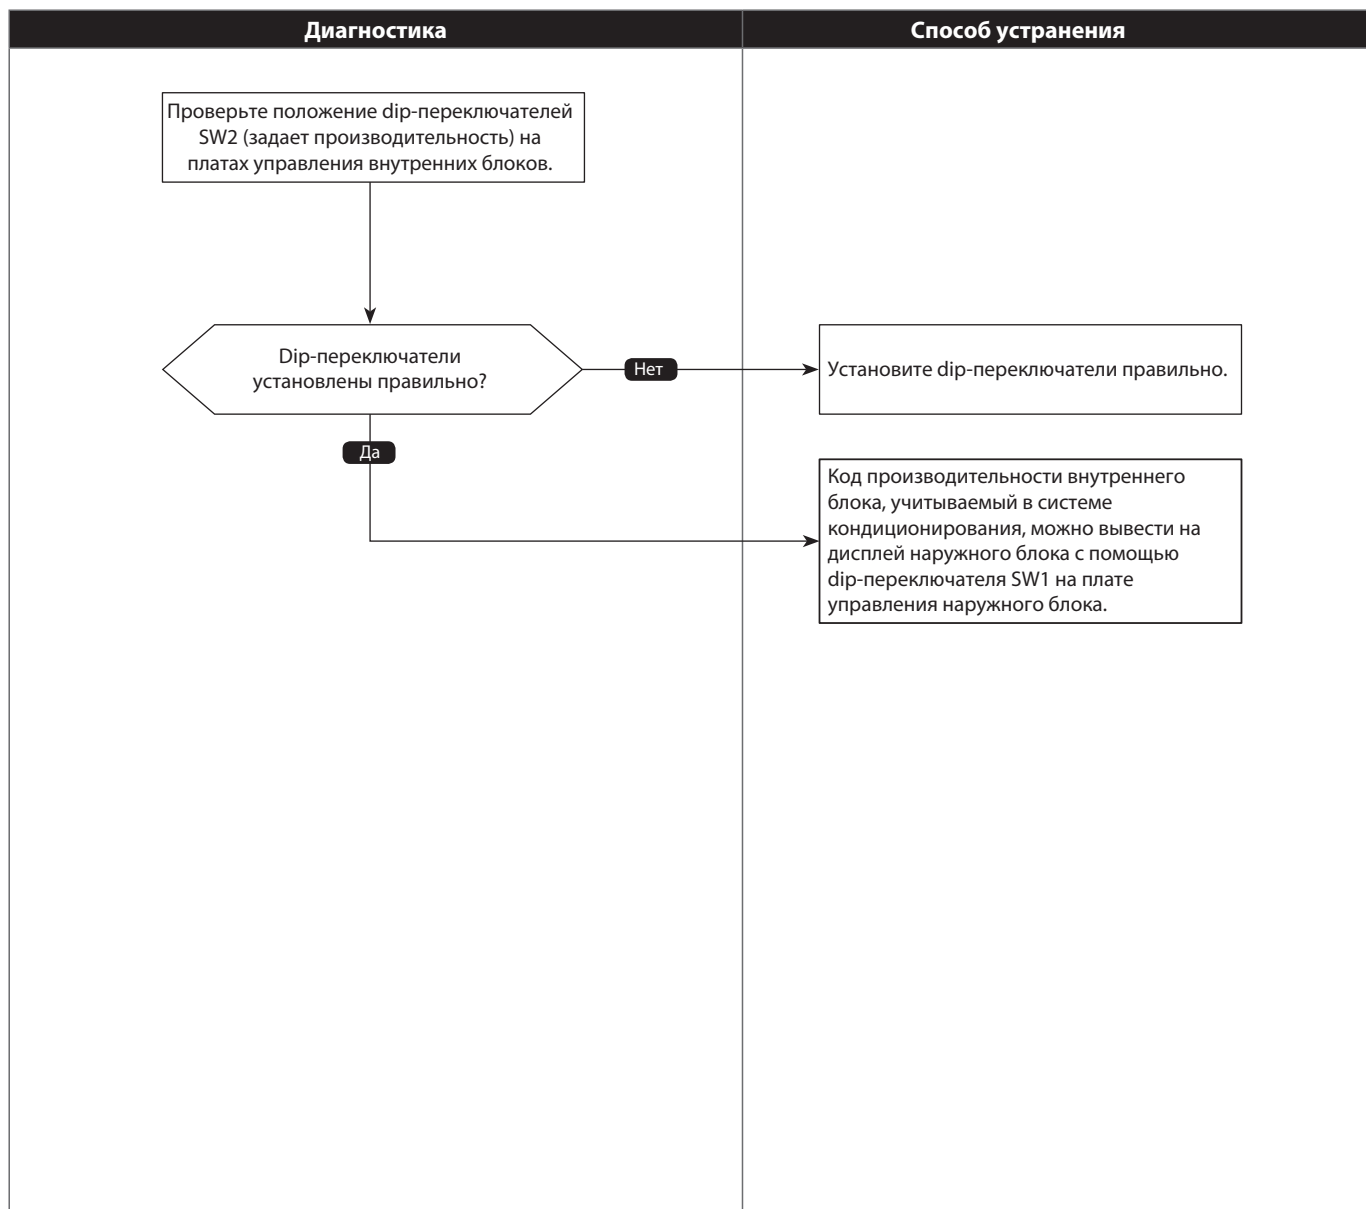 Диагностика
Способ устранения
Проверьте положение dip-переключателей
SW2 (задает производительность) на
платах управления внутренних блоков.
Dip-переключатели
установлены правильно?
Нет
Установите dip-переключатели правильно.
Да
Код производительности внутреннего
блока, учитываемый в системе
кондиционирования, можно вывести на
дисплей наружного блока с помощью
dip-переключателя SW1 на плате
управления наружного блока.